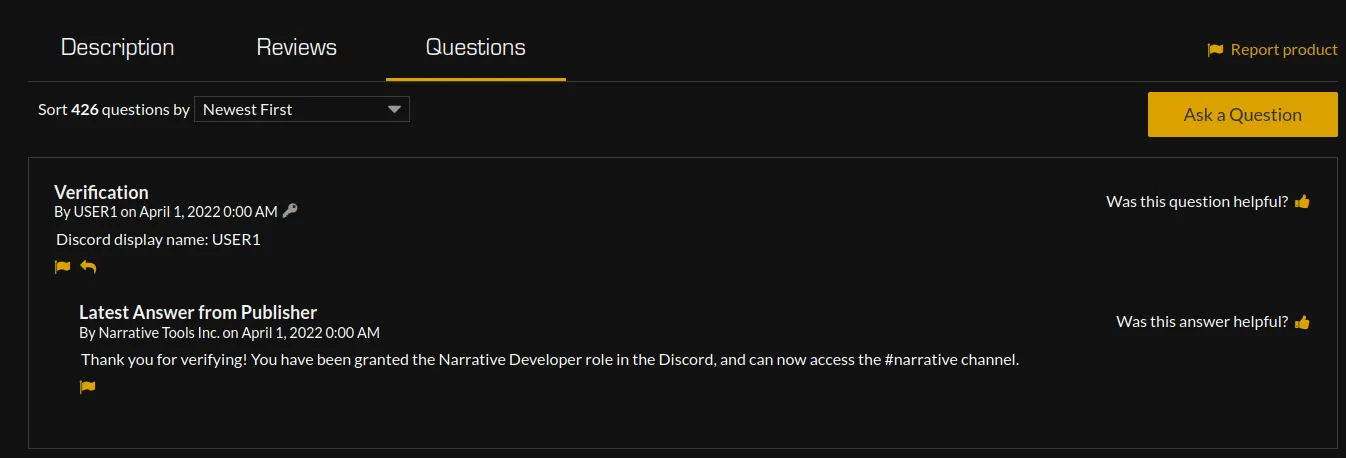 Description Reviews Questions
Report product
Sort 426 questions by Newest First
Ask a Question
Verification
By USER1 on April 1, 2022 0:00 AM
Was this question helpful?
Discord display name: USER1
Latest Answer from Publisher
By Narrative Tools Inc. on April 1, 2022 0:00 AM
Was this answer helpful?
Thank you for verifying! You have been granted the Narrative Developer role in the Discord, and can now access the #narrative channel.